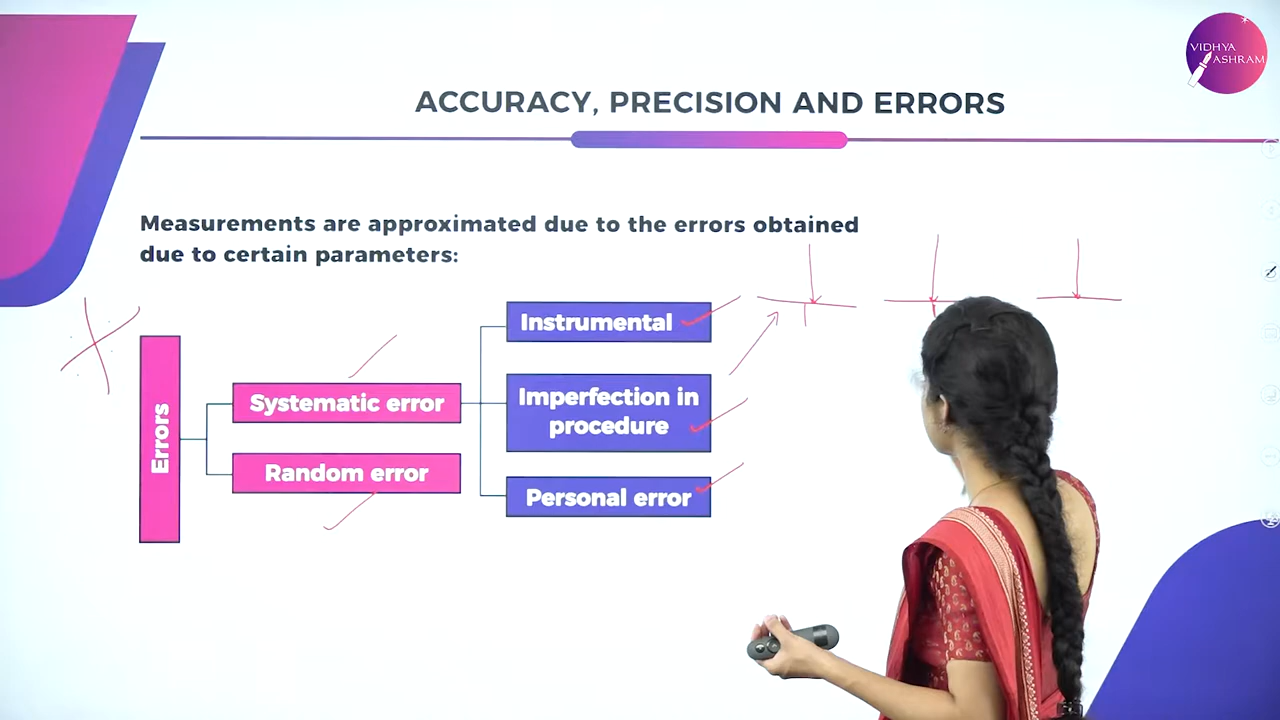 VIDHYA
ASHRAM
ACCURACY, PRECISION AND ERRORS
Measurements are approximated due to the errors obtained
due to certain parameters:
Errors
Systematic error
Random error
Instrumental
Imperfection in
procedure
Personal error